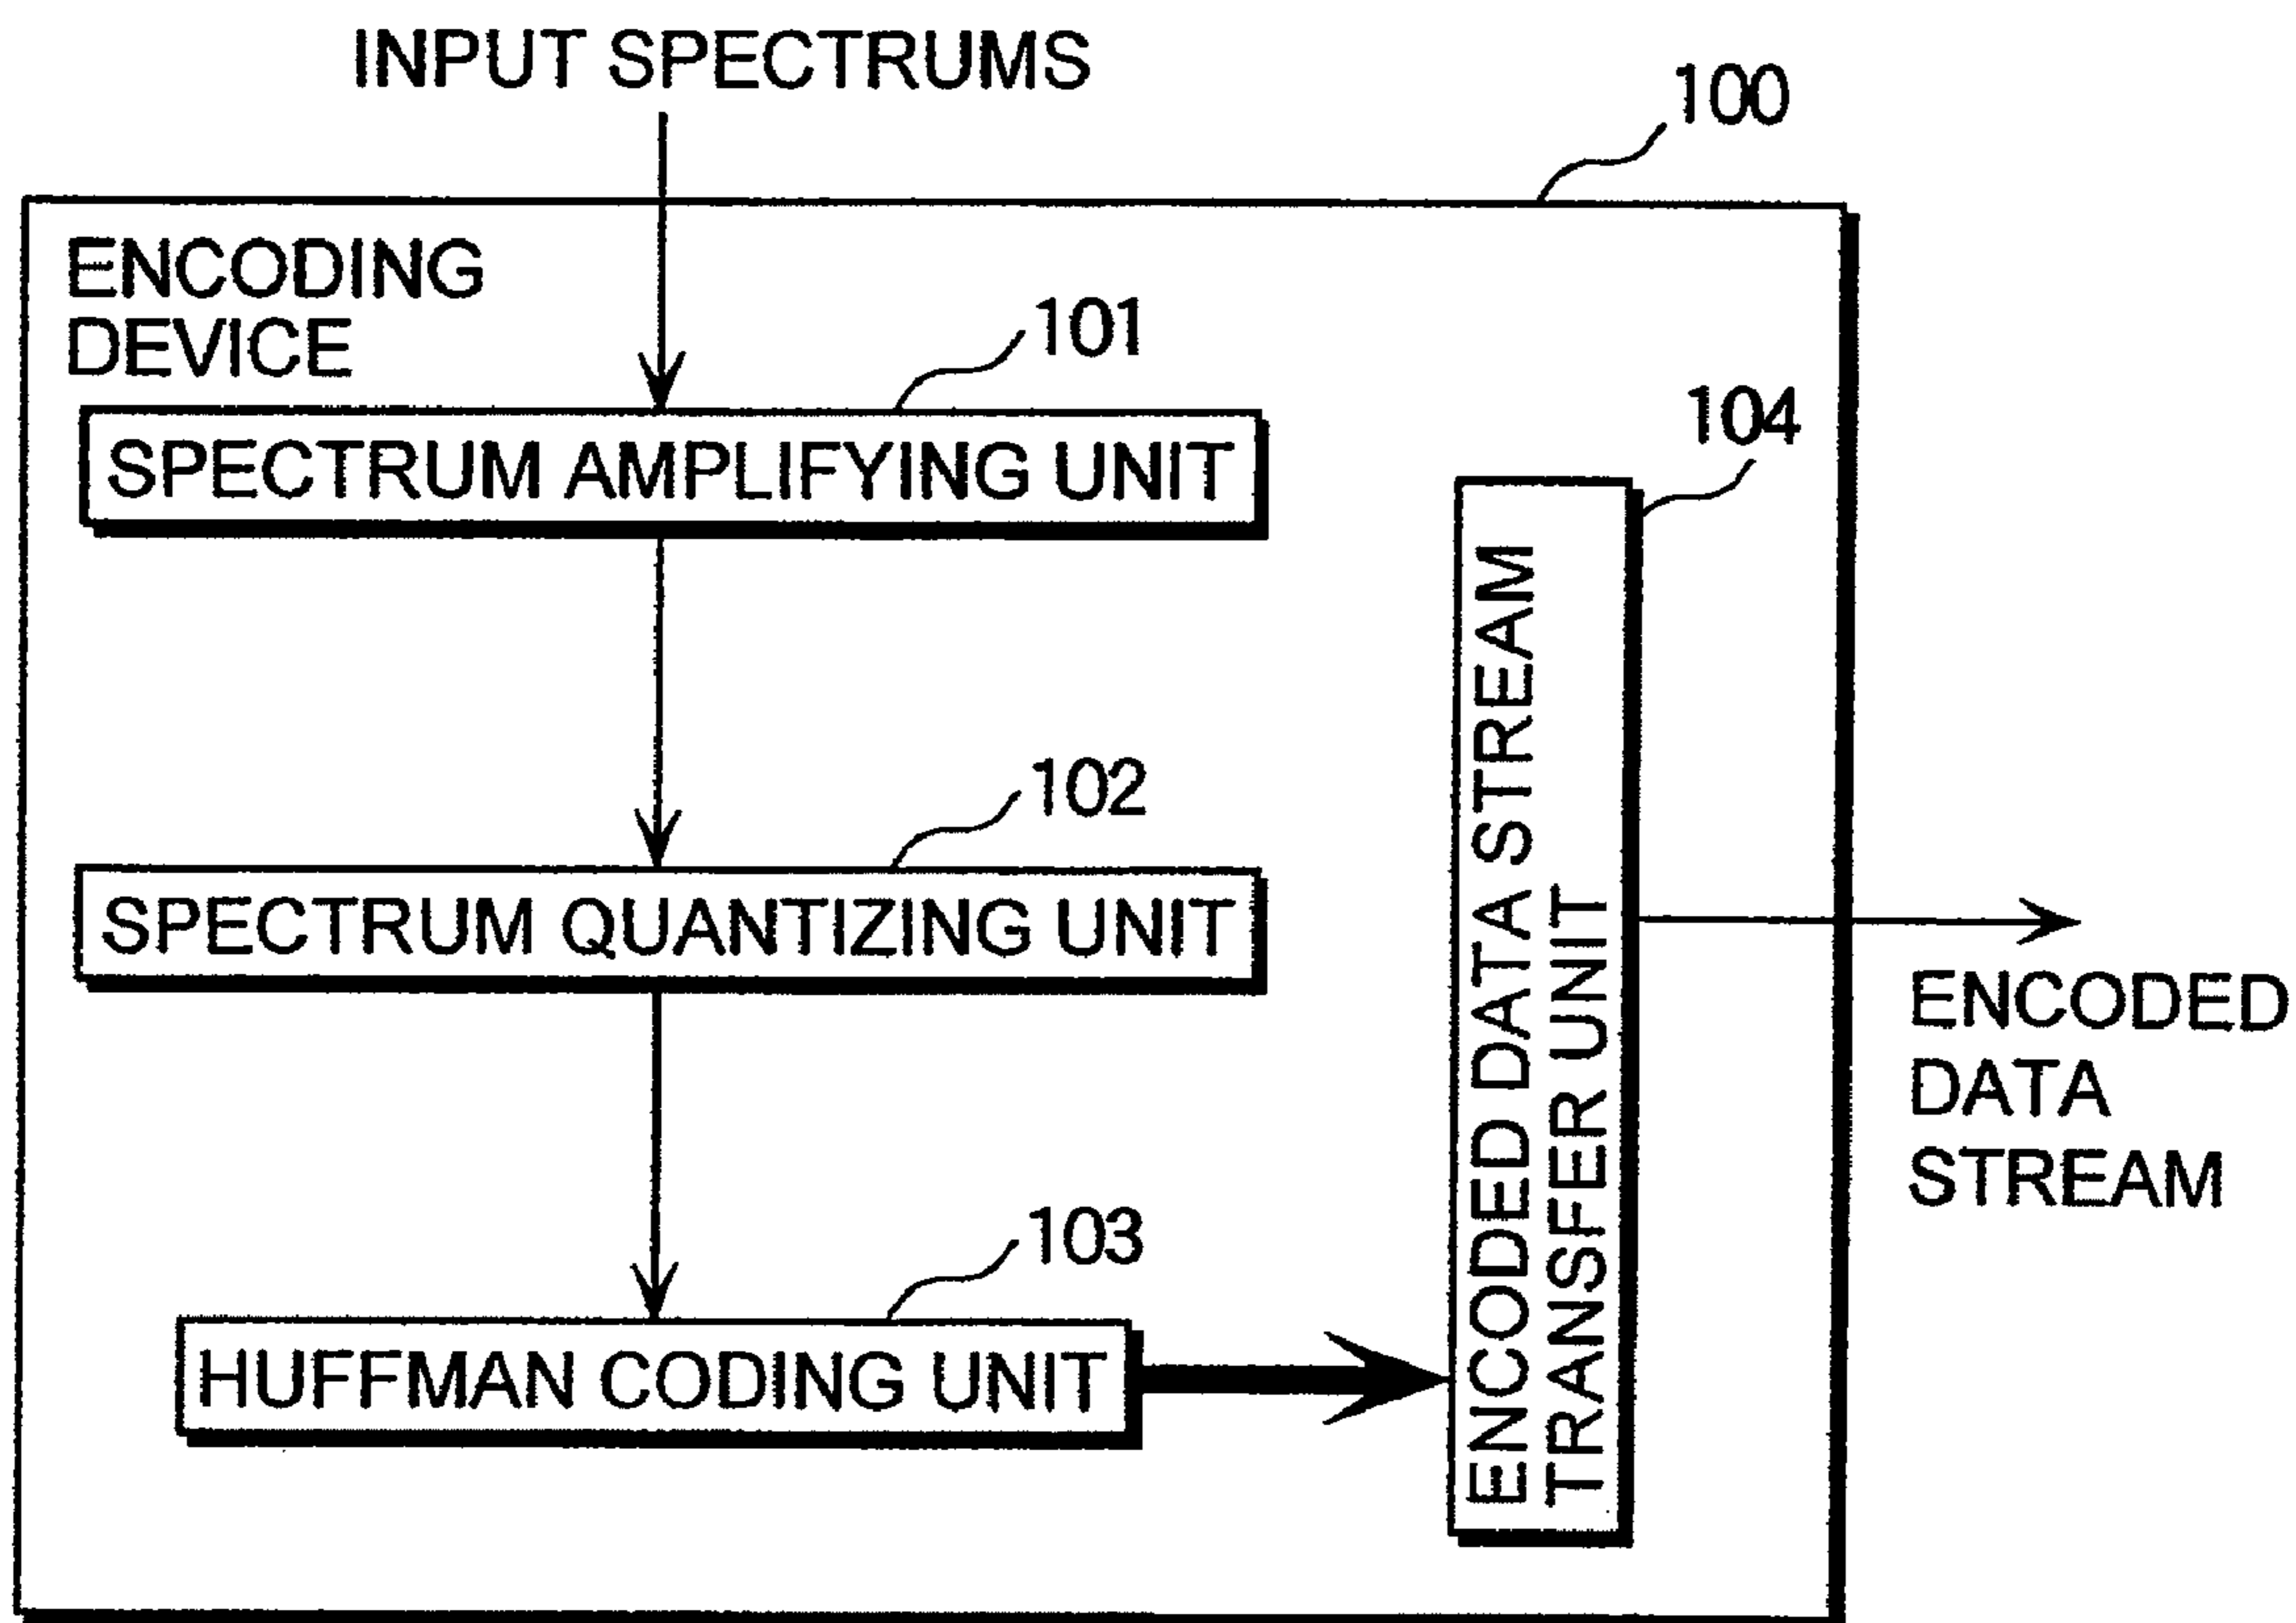 INPUT SPECTRUMS
100
ENCODING
DEVICE
101
SPECTRUM AMPLIFYING UNIT
104
102
SPECTRUM QUANTIZING UNIT
ENCODED DATA STREAM
TRANSFER UNIT
ENCODED
DATA
STREAM
103
HUFFMAN CODING UNIT